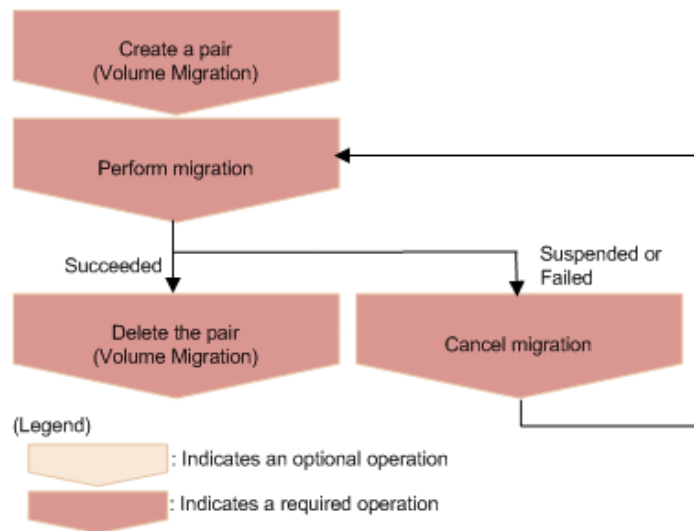 Create a pair
(Volume Migration)
Perform migration
Succeeded
Suspended or
Failed
Delete the pair
(Volume Migration)
Cancel migration
(Legend)
: Indicates an optional operation
: Indicates a required operation